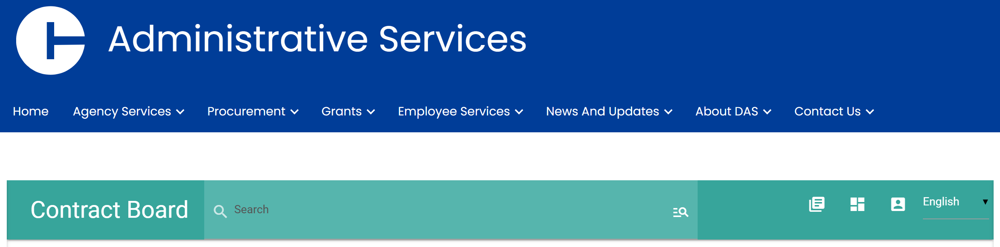 Administrative Services
Home Agency Services Procurement Grants Employee Services News And Updates About DAS Contact Us
Contract Board Search English